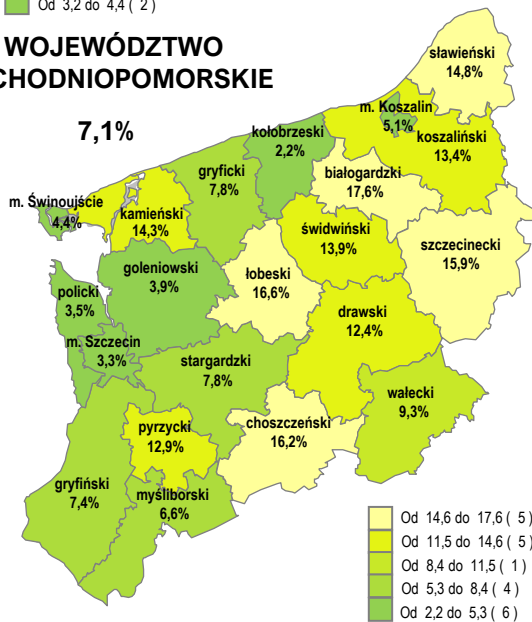 Od 3,2 do 4,4 ( 2 )
WOJEWÓDZTWO
CHODNIOPOMORSKIE
7,1%
sławieński
14,8%
m. Koszalin
5,1%
koszaliński
13,4%
kołobrzeski
2,2%
gryficki
7,8%
białogardzki
17,6%
m. Świnoujście
4,4%
kamieński
14,3%
świdwiński
13,9%
szczecinecki
15,9%
goleniowski
3,9%
łobeski
16,6%
policki
3,5%
drawski
12,4%
m. Szczecin
3,3%
stargardzki
7,8%
wałecki
9,3%
pyrzycki
12,9%
choszczeński
16,2%
gryfiński
7,4%
myśliborski
6,6%
Od 14,6 do 17,6 ( 5 )
Od 11,5 do 14,6 ( 5 )
Od 8,4 do 11,5 ( 1 )
Od 5,3 do 8,4 ( 4 )
Od 2,2 do 5,3 ( 6 )